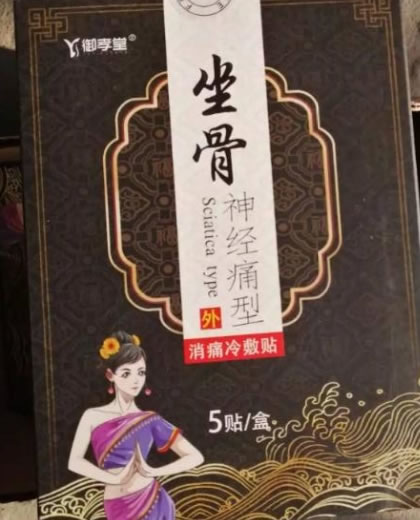 御孝堂®
坐骨
神经痛型
Sciatica type
外
消痛冷敷贴
5贴/盒